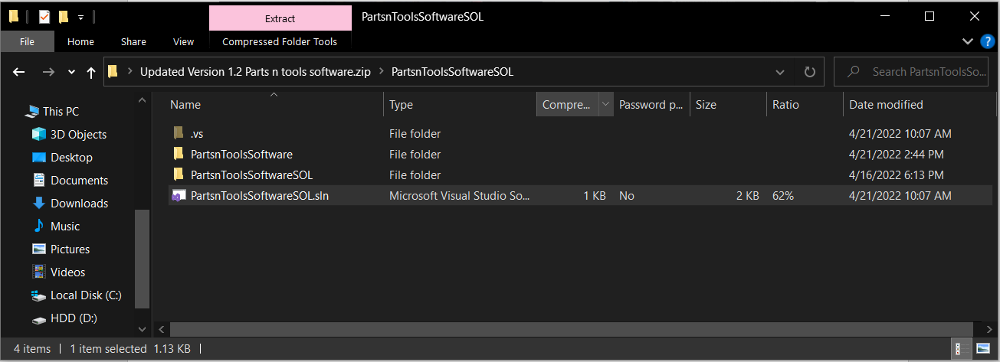 Extract PartsnToolsSoftwareSOL
File Home Share View Compressed Folder Tools ?
Updated Version 1.2 Parts n tools software.zip PartsnToolsSoftwareSOL Search PartsnToolsSo...
Name Type Compre... Password p... Size Ratio Date modified
This PC
3D Objects
Desktop
Documents
Downloads
Music
Pictures
Videos
Local Disk (C:)
HDD (D:)
.vs File folder 4/21/2022 10:07 AM
PartsnToolsSoftware File folder 4/21/2022 2:44 PM
PartsnToolsSoftwareSOL File folder 4/16/2022 6:13 PM
PartsnToolsSoftwareSOL.sln Microsoft Visual Studio So... 1 KB No 2 KB 62% 4/21/2022 10:07 AM
4 items 1 item selected 1.13 KB